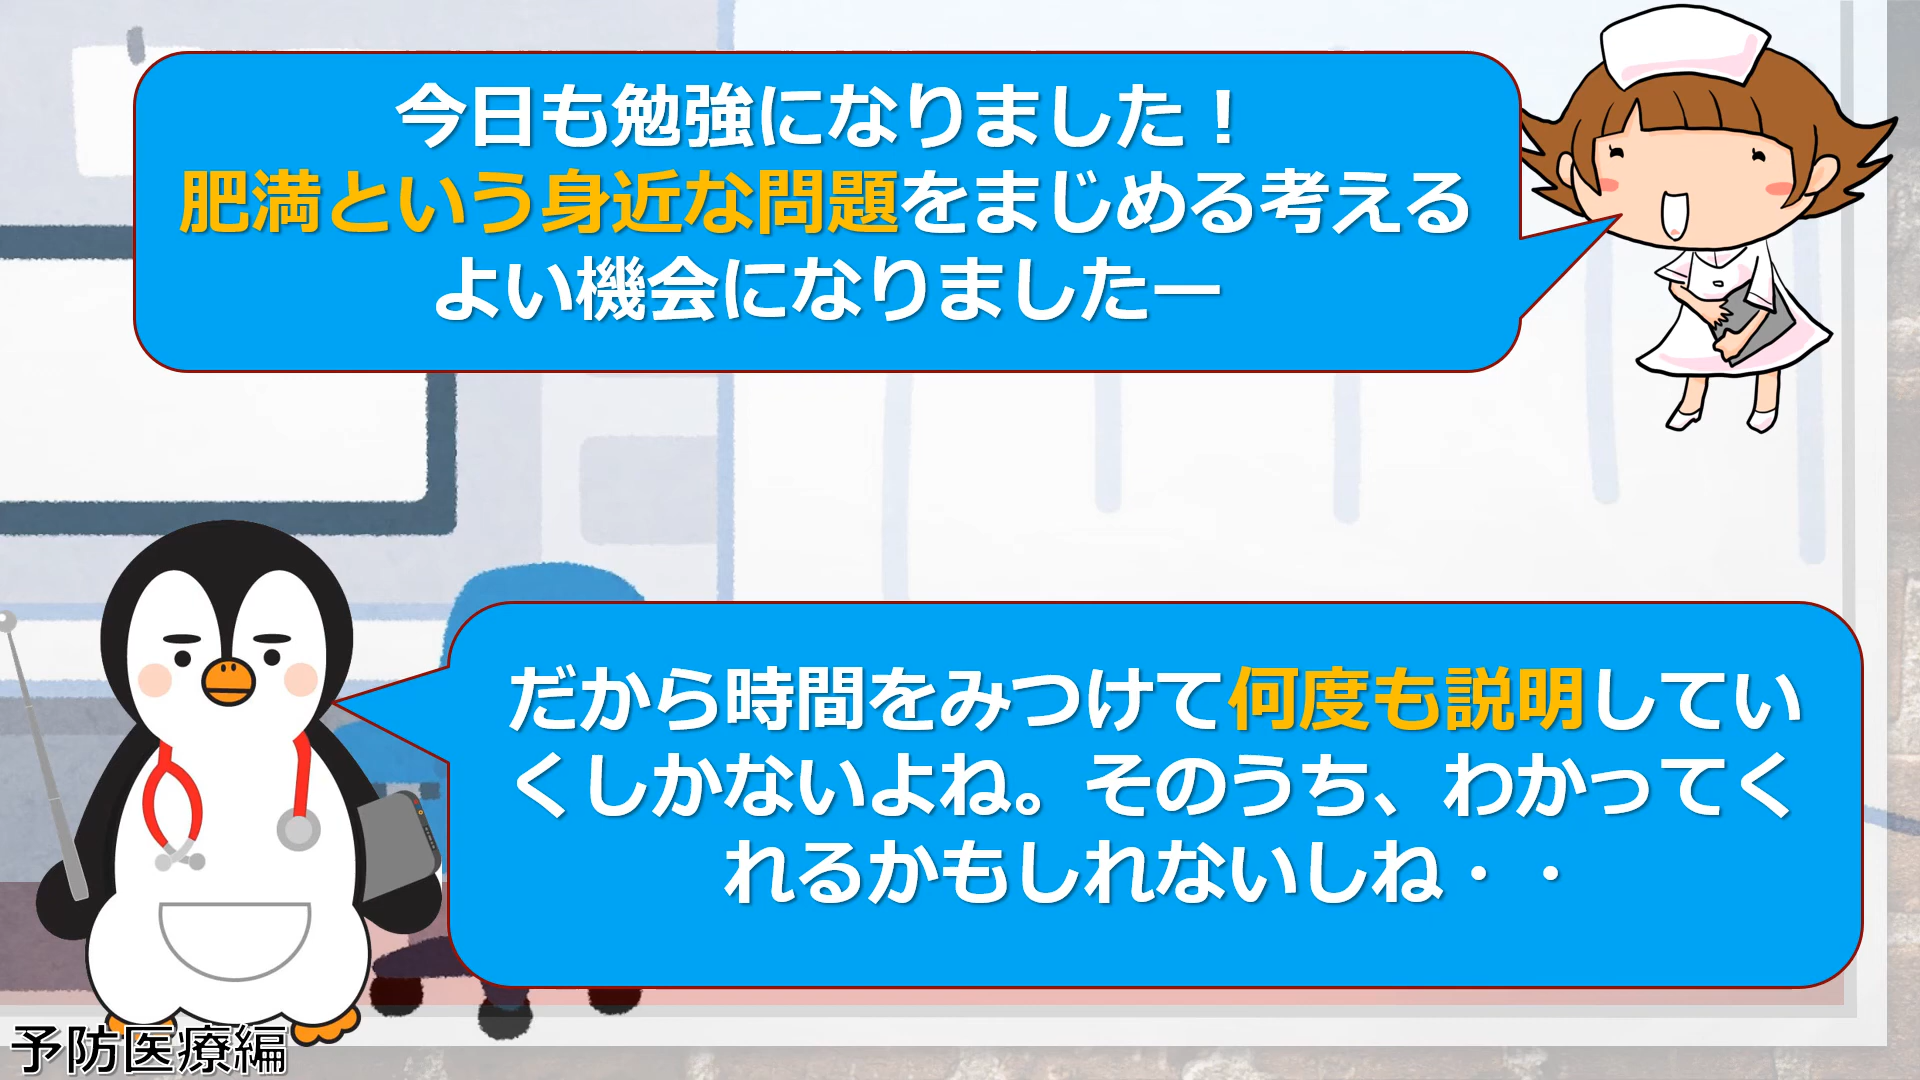 今日も勉強になりました！
肥満という身近な問題をまじめる考える
よい機会になりましたー
だから時間をみつけて何度も説明してい
くしかないよね。そのうち、わかってく
れるかもしれないしね・・
予防医療編